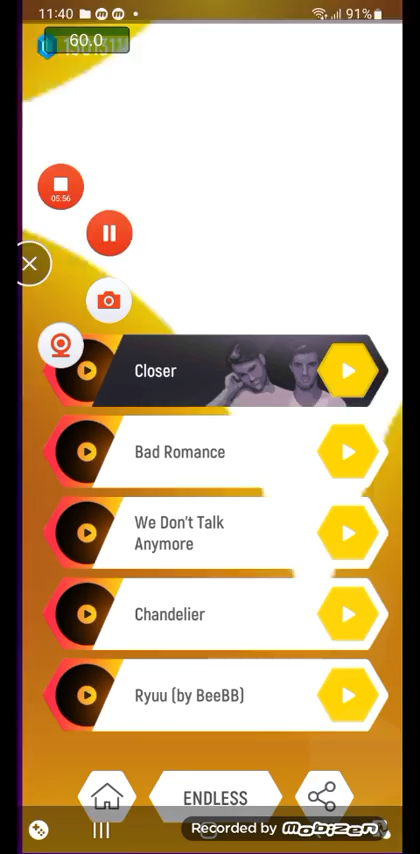 11:40
91%
60.0
05:56
Closer
Bad Romance
We Don't Talk
Anymore
Chandelier
Ryuu (by BeeBB)
ENDLESS
Recorded by mobizen